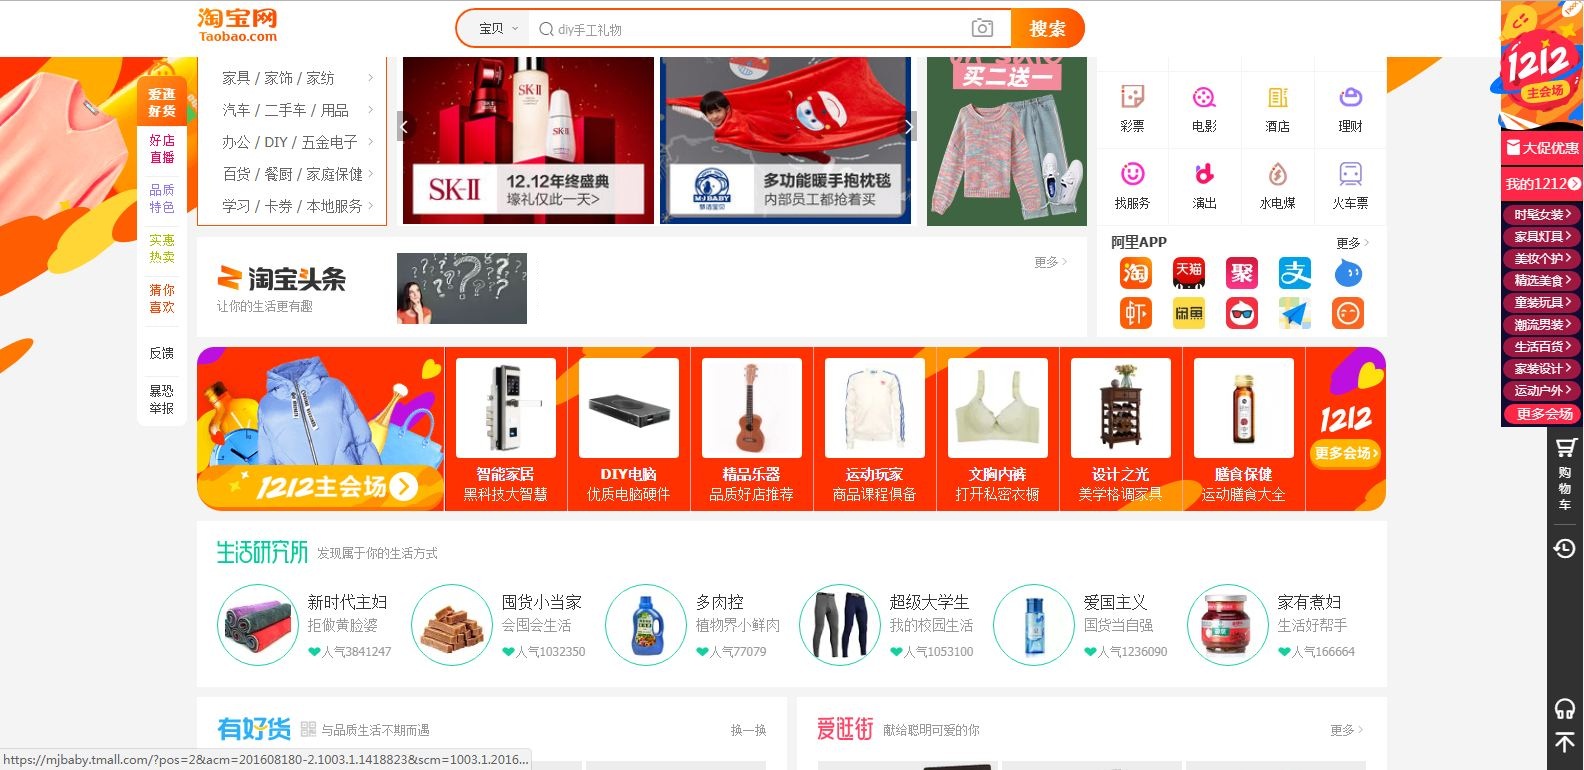 淘宝网
Taobao.com
宝贝
diy手工礼物
搜索
1212
主会场
大促优惠
我的1212
时髦女装
家具灯具
美妆个护
精选美食
童装玩具
潮流男装
生活百货
家装设计
运动户外
更多会场
购物车
爱逛
好货
好店
直播
品质
特色
实惠
热卖
猜你
喜欢
反馈
暴恐
举报
家具 / 家饰 / 家纺
汽车 / 二手车 / 用品
办公 / DIY / 五金电子
百货 / 餐厨 / 家庭保健
学习 / 卡券 / 本地服务
SK-II
SK-II
SK-II
12.12年终盛典
壕礼仅此一天>
MJ BABY
梦洁宝贝
多功能暖手抱枕毯
内部员工都抢着买
买二送一
彩票
电影
酒店
理财
找服务
演出
水电煤
火车票
阿里APP
更多
淘
天猫
聚
支
虾
闲鱼
淘宝头条
让你的生活更有趣
更多
1212主会场
智能家居
黑科技大智慧
DIY电脑
优质电脑硬件
精品乐器
品质好店推荐
运动玩家
商品课程俱备
文胸内裤
打开私密衣橱
设计之光
美学格调家具
膳食保健
运动膳食大全
1212
更多会场
生活研究所
发现属于你的生活方式
新时代主妇
拒做黄脸婆
人气3841247
囤货小当家
会囤会生活
人气1032350
多肉控
植物界小鲜肉
人气77079
超级大学生
我的校园生活
人气1053100
爱国主义
国货当自强
人气1236090
家有煮妇
生活好帮手
人气166664
有好货
与品质生活不期而遇
换一换
爱逛街
献给聪明可爱的你
更多
https://mjbaby.tmall.com/?pos=2&acm=201608180-2.1003.1.1418823&scm=1003.1.2016...